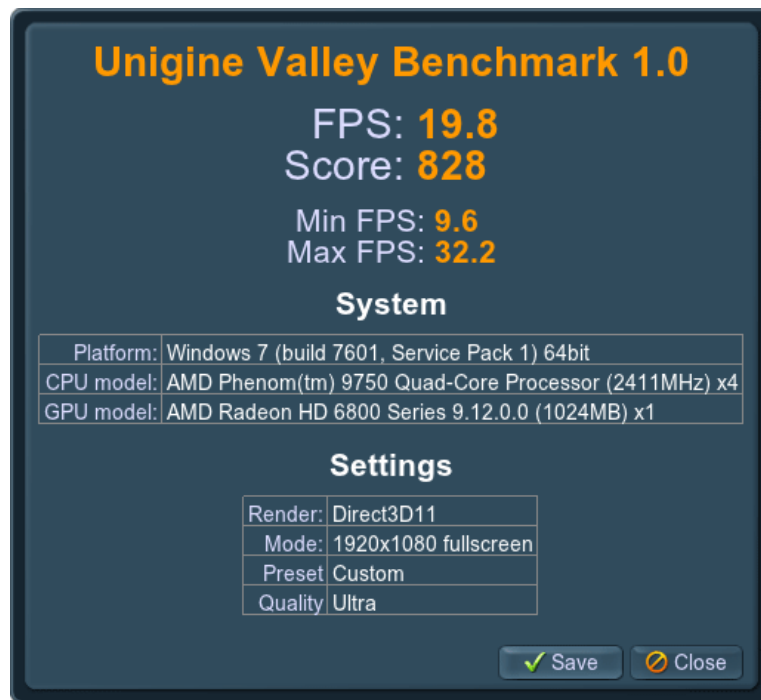 Unigine Valley Benchmark 1.0
FPS: 19.8
Score: 828
Min FPS: 9.6
Max FPS: 32.2
System
Platform: Windows 7 (build 7601, Service Pack 1) 64bit
CPU model: AMD Phenom(tm) 9750 Quad-Core Processor (2411MHz) x4
GPU model: AMD Radeon HD 6800 Series 9.12.0.0 (1024MB) x1
Settings
Render: Direct3D11
Mode: 1920x1080 fullscreen
Preset Custom
Quality Ultra
Save Close